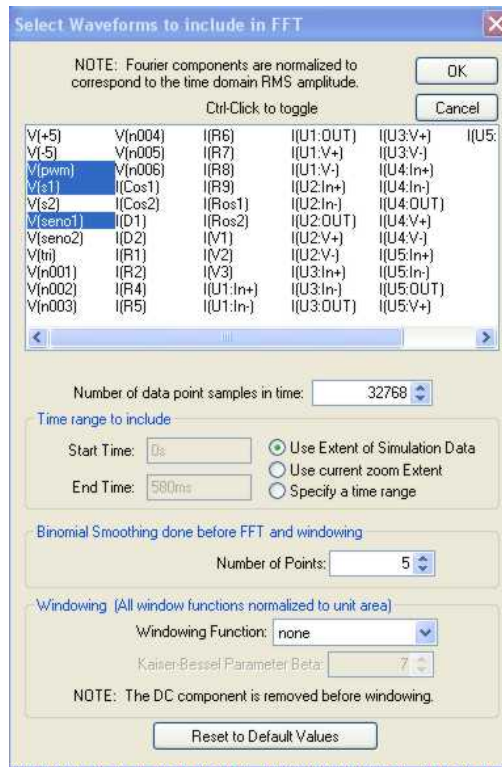 Select Waveforms to include in FFT
NOTE: Fourier components are normalized to
correspond to the time domain RMS amplitude.
OK
Ctrl-Click to toggle
Cancel
V(+5) V(n004) I(R6) I(U1:OUT) I(U3:V+) I(U5:
V(-5) V(n005) I(R7) I(U1:V+) I(U3:V-)
V(pwm) V(n006) I(R8) I(U1:V-) I(U4:In+)
V(s1) I(Cos1) I(R9) I(U2:In+) I(U4:In-)
V(s2) I(Cos2) I(Ros1) I(U2:In-) I(U4:OUT)
V(seno1) I(D1) I(Ros2) I(U2:OUT) I(U4:V+)
V(seno2) I(D2) I(V1) I(U2:V+) I(U4:V-)
V(tri) I(R1) I(V2) I(U2:V-) I(U5:In+)
V(n001) I(R2) I(V3) I(U3:In+) I(U5:In-)
V(n002) I(R4) I(U1:In+) I(U3:In-) I(U5:OUT)
V(n003) I(R5) I(U1:In-) I(U3:OUT) I(U5:V+)
Number of data point samples in time: 32768
Time range to include
Start Time: 0s
Use Extent of Simulation Data
Use current zoom Extent
End Time: 580ms
Specify a time range
Binomial Smoothing done before FFT and windowing
Number of Points: 5
Windowing (All window functions normalized to unit area)
Windowing Function: none
Kaiser-Bessel Parameter Beta: 7
NOTE: The DC component is removed before windowing.
Reset to Default Values